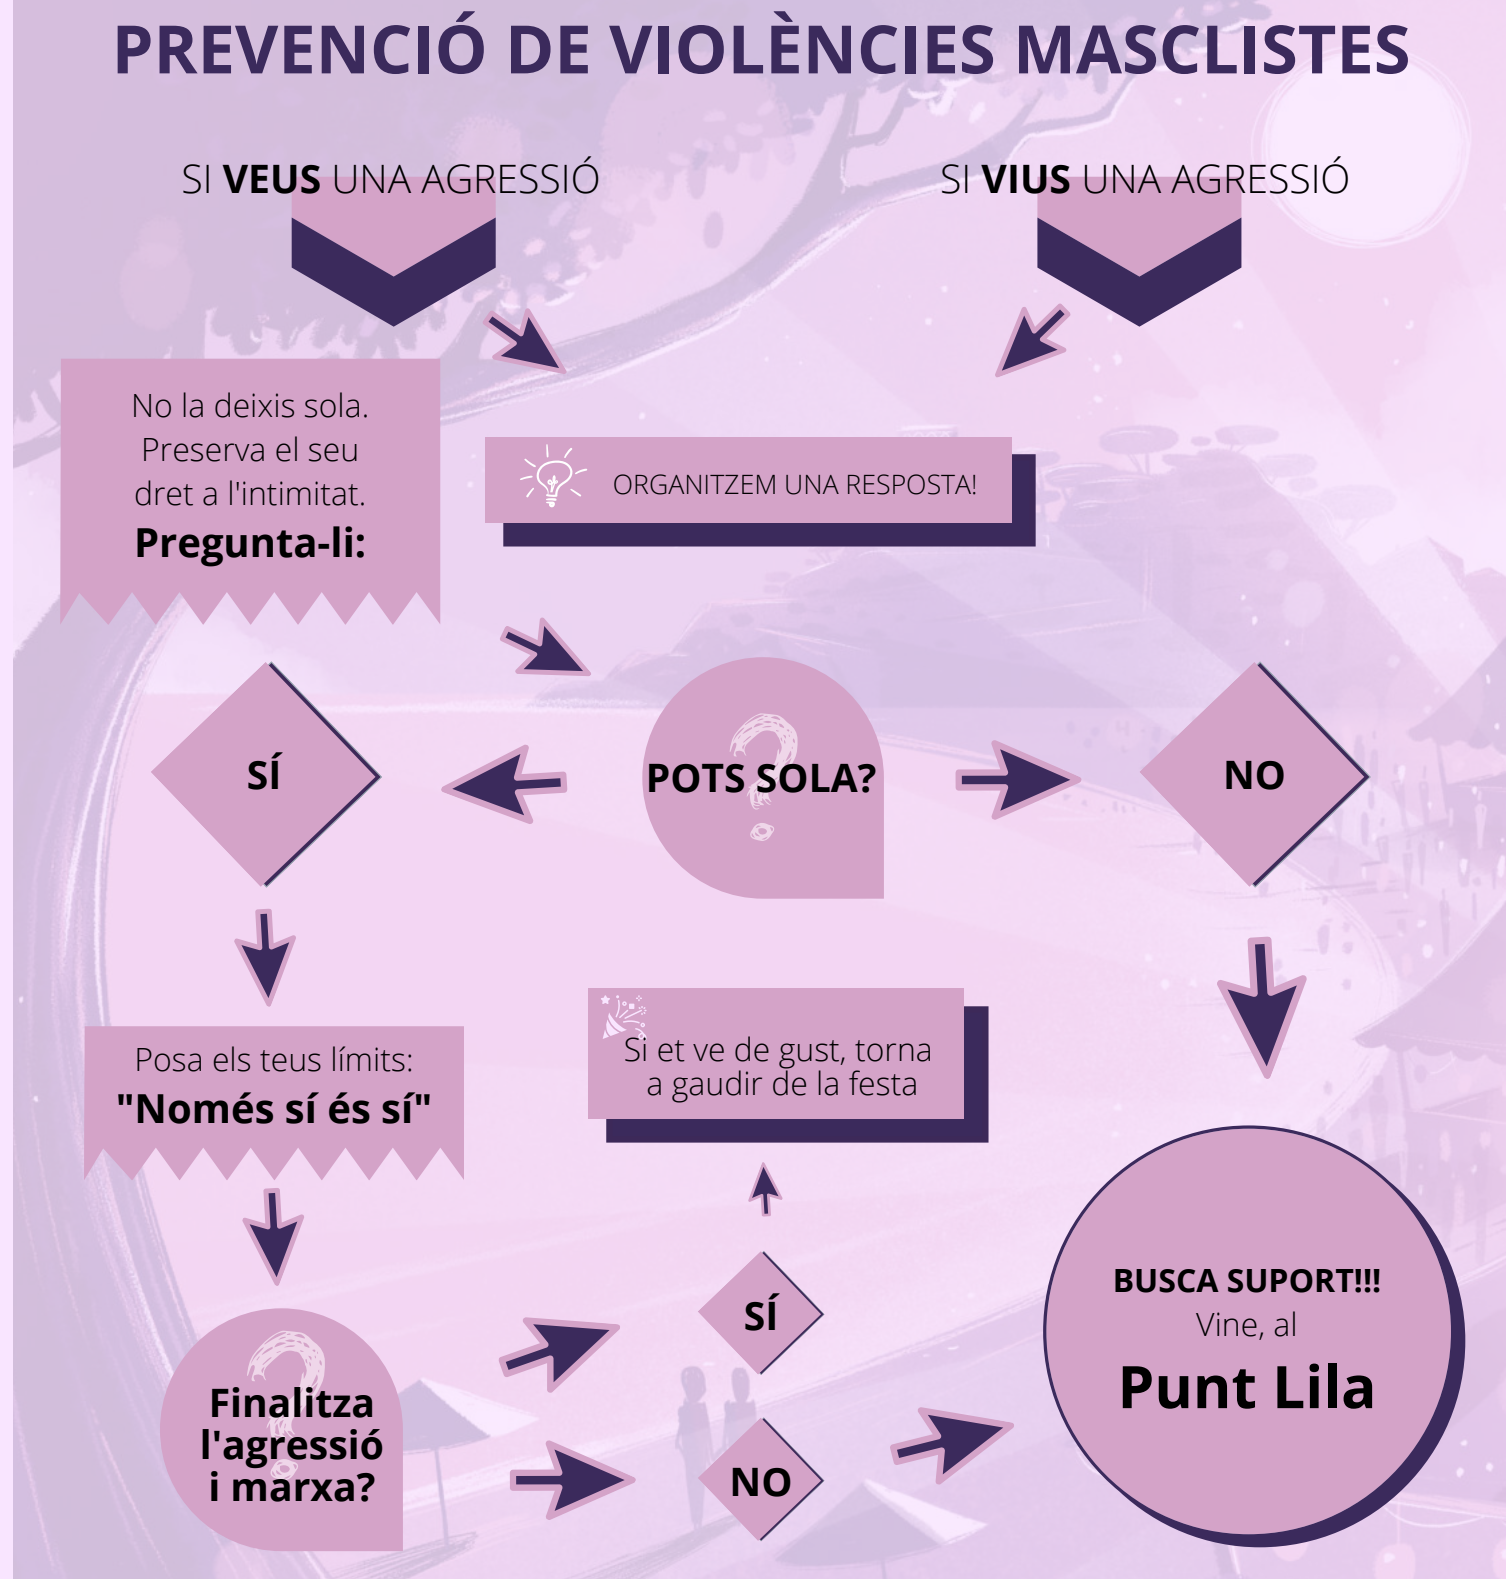 PREVENCIÓ DE VIOLÈNCIES MASCLISTES
SI VEUS UNA AGRESSIÓ
SI VIUS UNA AGRESSIÓ
No la deixis sola.
Preserva el seu
dret a l'intimitat.
Pregunta-li:
ORGANITZEM UNA RESPOSTA!
SÍ
POTS SOLA?
NO
Posa els teus límits:
"Només sí és sí"
Si et ve de gust, torna
a gaudir de la festa
Finalitza
l'agressió
i marxa?
SÍ
NO
BUSCA SUPORT!!!
Vine, al
Punt Lila